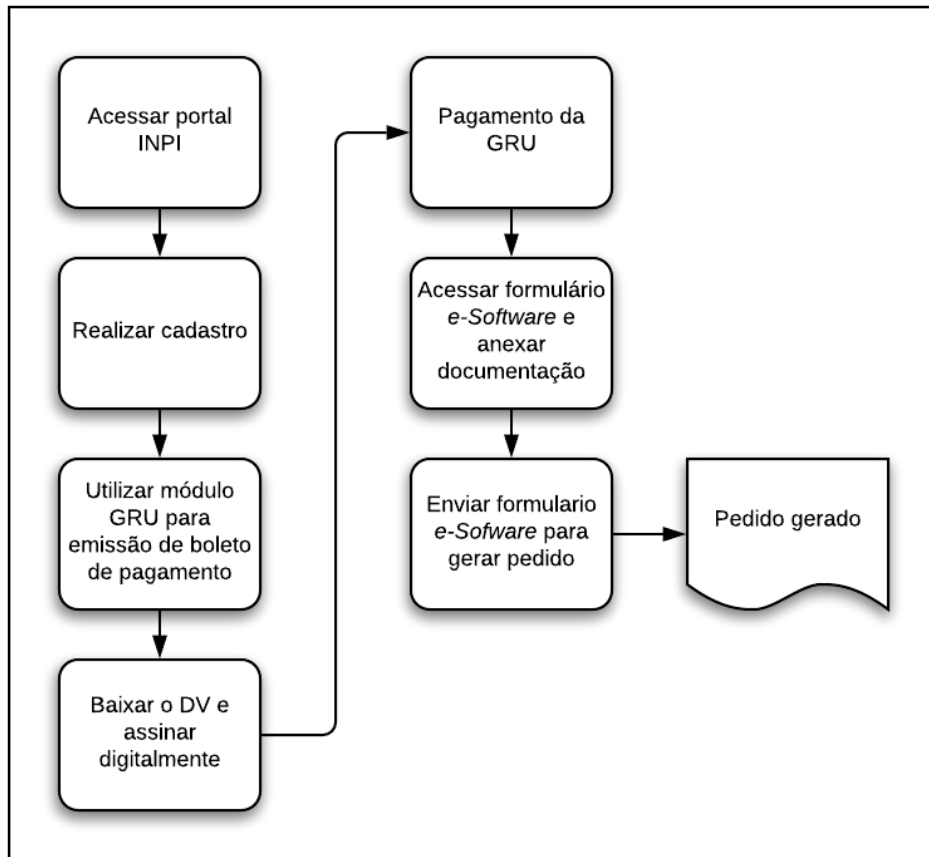 Acessar portal
INPI
Realizar cadastro
Utilizar módulo
GRU para
emissão de boleto
de pagamento
Baixar o DV e
assinar
digitalmente
Pagamento da
GRU
Acessar formulário
e-Software e
anexar
documentação
Enviar formulario
e-Sofware para
gerar pedido
Pedido gerado